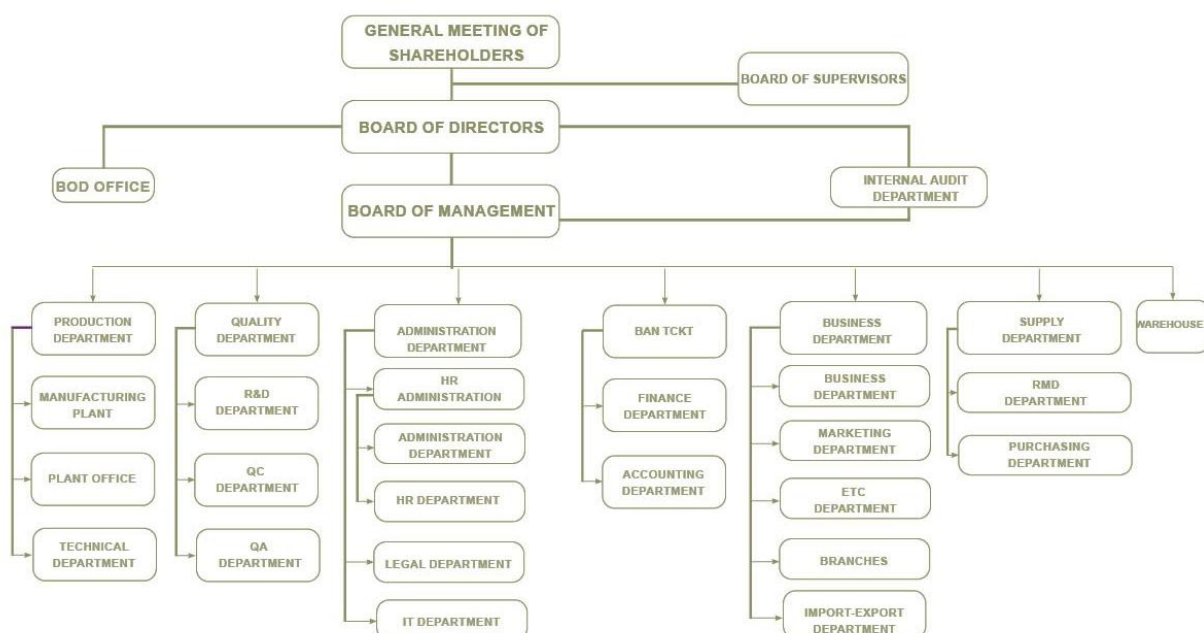 GENERAL MEETING OF
SHAREHOLDERS
BOARD OF SUPERVISORS
BOARD OF DIRECTORS
BOD OFFICE
INTERNAL AUDIT
DEPARTMENT
BOARD OF MANAGEMENT
PRODUCTION
DEPARTMENT
MANUFACTURING
PLANT
PLANT OFFICE
TECHNICAL
DEPARTMENT
QUALITY
DEPARTMENT
R&D
DEPARTMENT
QC
DEPARTMENT
QA
DEPARTMENT
ADMINISTRATION
DEPARTMENT
HR
ADMINISTRATION
ADMINISTRATION
DEPARTMENT
HR DEPARTMENT
LEGAL DEPARTMENT
IT DEPARTMENT
BAN TCKT
FINANCE
DEPARTMENT
ACCOUNTING
DEPARTMENT
BUSINESS
DEPARTMENT
BUSINESS
DEPARTMENT
MARKETING
DEPARTMENT
ETC
DEPARTMENT
BRANCHES
IMPORT-EXPORT
DEPARTMENT
SUPPLY
DEPARTMENT
RMD
DEPARTMENT
PURCHASING
DEPARTMENT
WAREHOUSE